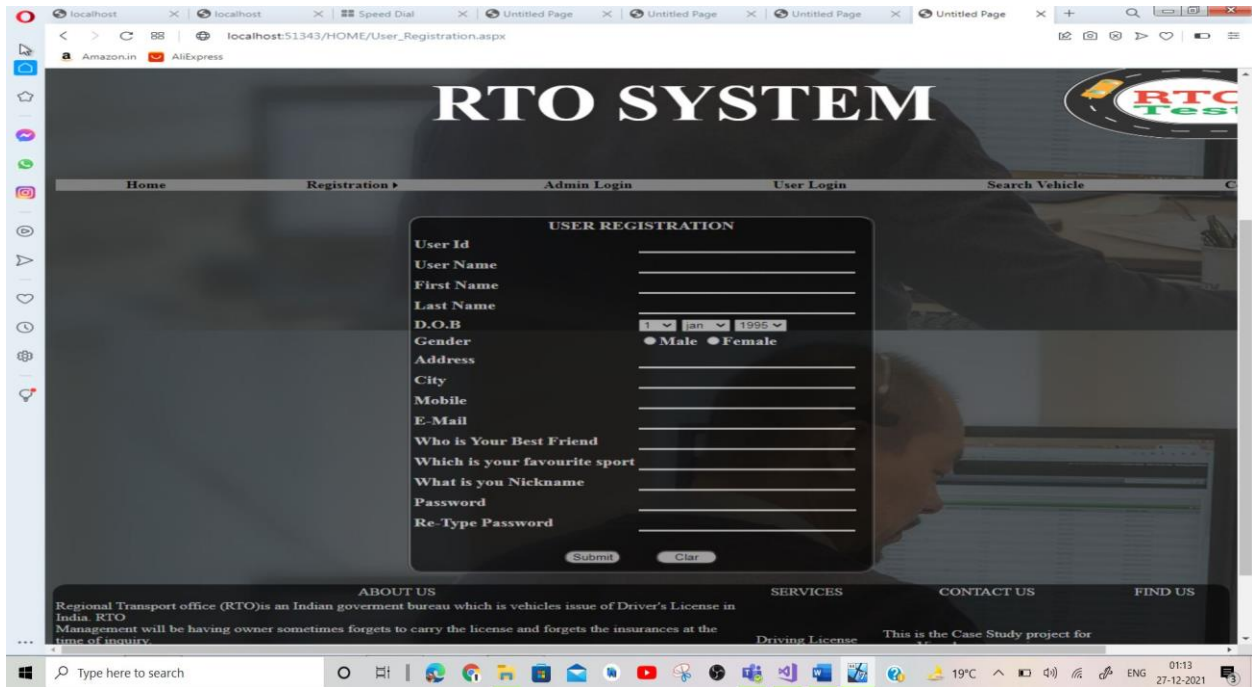 localhost localhost Speed Dial Untitled Page Untitled Page Untitled Page Untitled Page
localhost:51343/HOME/User_Registration.aspx
a Amazon.in AliExpress
RTO SYSTEM
RTO
Test
Home Registration Admin Login User Login Search Vehicle C
USER REGISTRATION
User Id
User Name
First Name
Last Name
D.O.B 1 jan 1995
Gender Male Female
Address
City
Mobile
E-Mail
Who is Your Best Friend
Which is your favourite sport
What is you Nickname
Password
Re-Type Password
Submit Clar
ABOUT US SERVICES CONTACT US FIND US
Regional Transport office (RTO)is an Indian goverment bureau which is vehicles issue of Driver's License in
India. RTO
Management will be having owner sometimes forgets to carry the license and forgets the insurances at the
time of inquiry.
Driving License
This is the Case Study project for
Type here to search
19°C ENG 01:13
27-12-2021
3